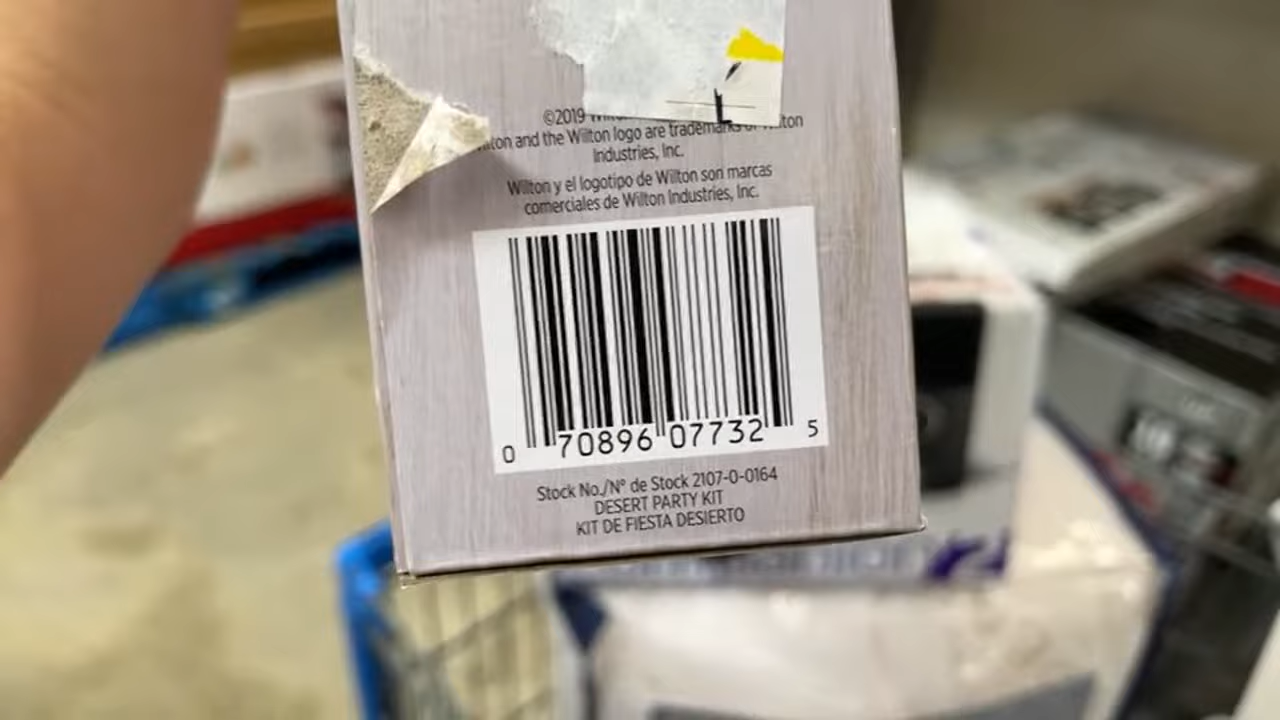 ©2019
and the Wilton logo are trademarks of Wilton
Industries, Inc.
Wilton y el logotipo de Wilton son marcas
comerciales de Wilton Industries, Inc.
0 70896 07732 5
Stock No./N° de Stock 2107-0-0164
DESERT PARTY KIT
KIT DE FIESTA DESIERTO